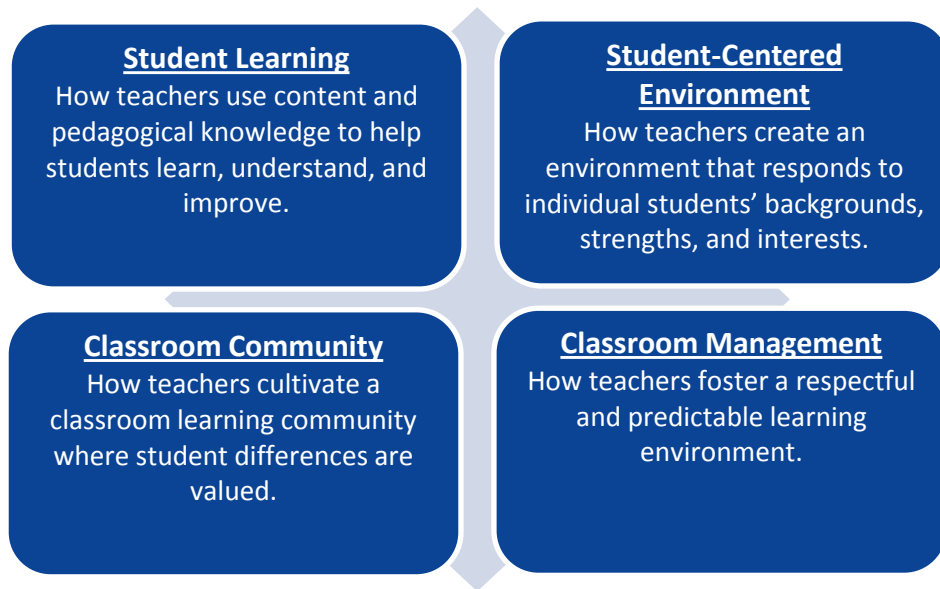 Student Learning
How teachers use content and
pedagogical knowledge to help
students learn, understand, and
improve.
Student-Centered
Environment
How teachers create an
environment that responds to
individual students’ backgrounds,
strengths, and interests.
Classroom Community
How teachers cultivate a
classroom learning community
where student differences are
valued.
Classroom Management
How teachers foster a respectful
and predictable learning
environment.